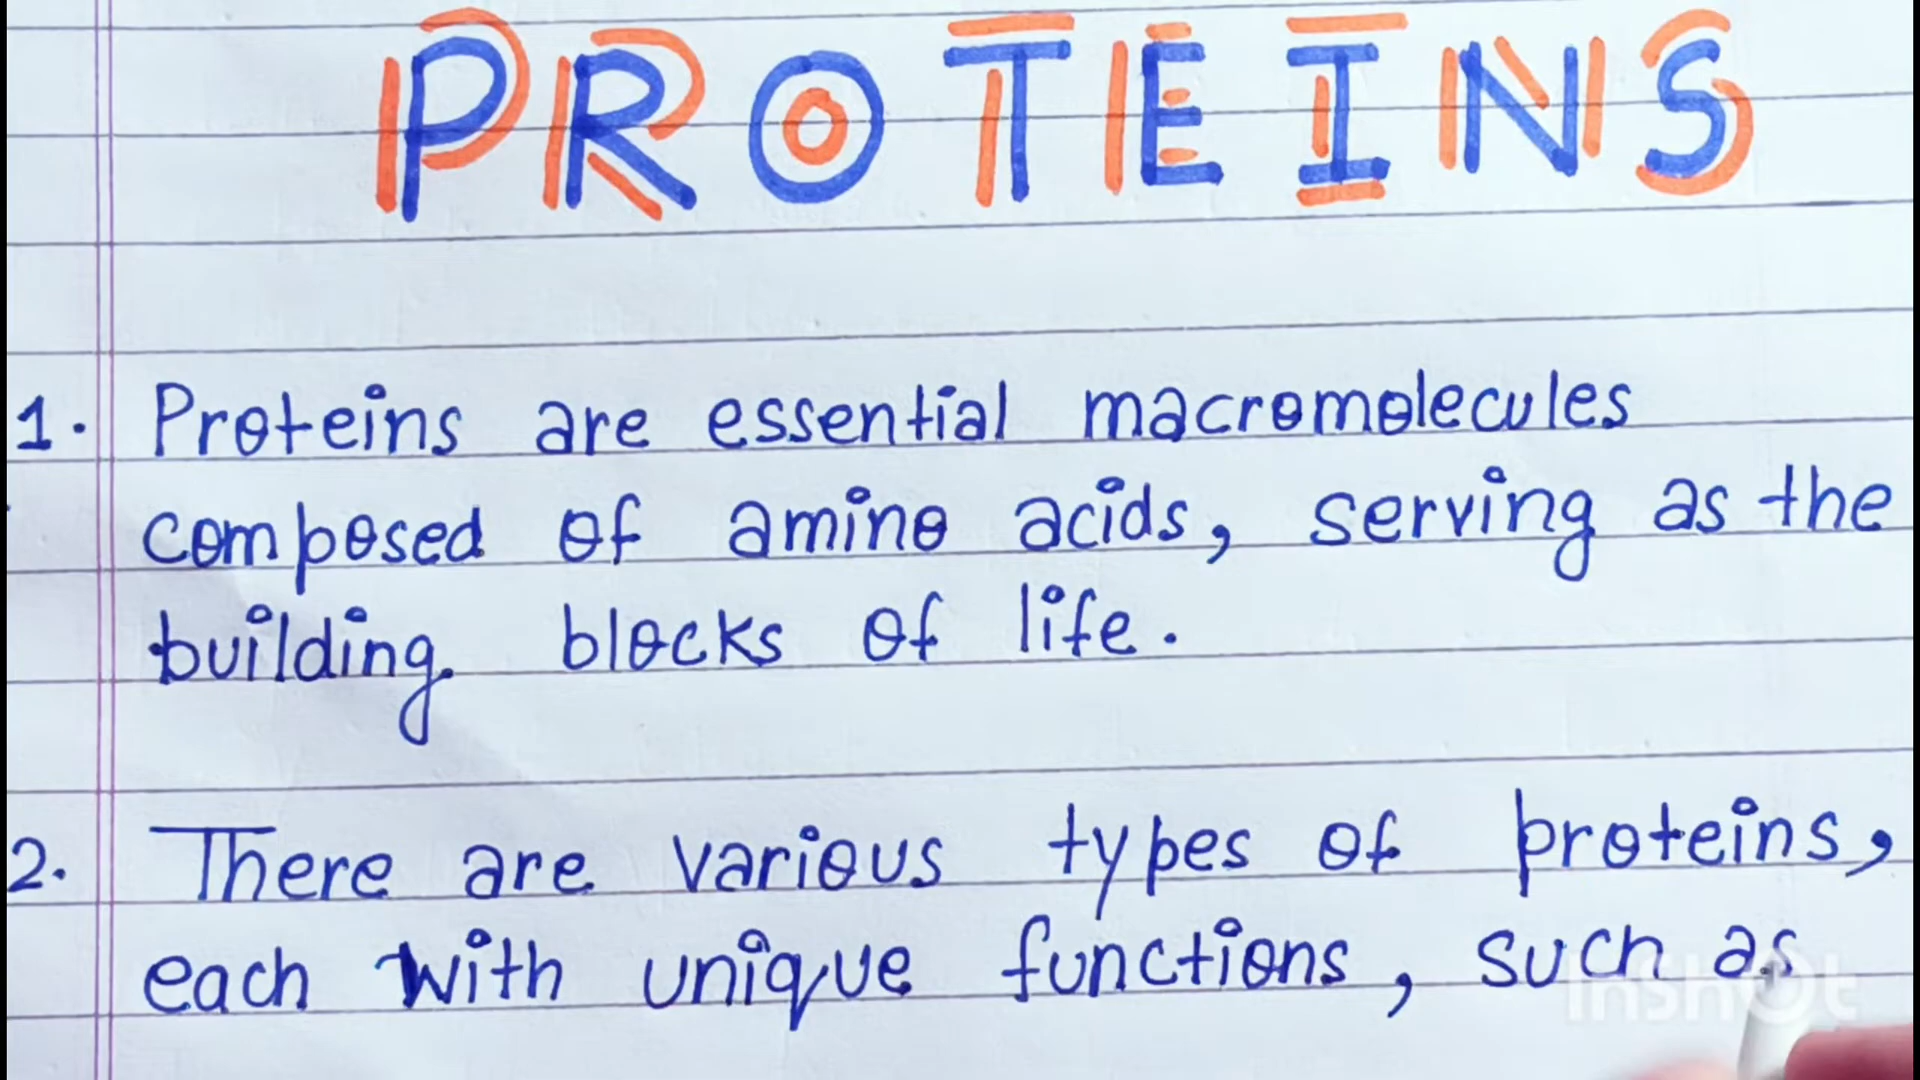 PROTEINS
1. Proteins are essential macromolecules
composed of amino acids, serving as the
building blocks of life.
2. There are various types of proteins,
each with unique functions, such as
InShot